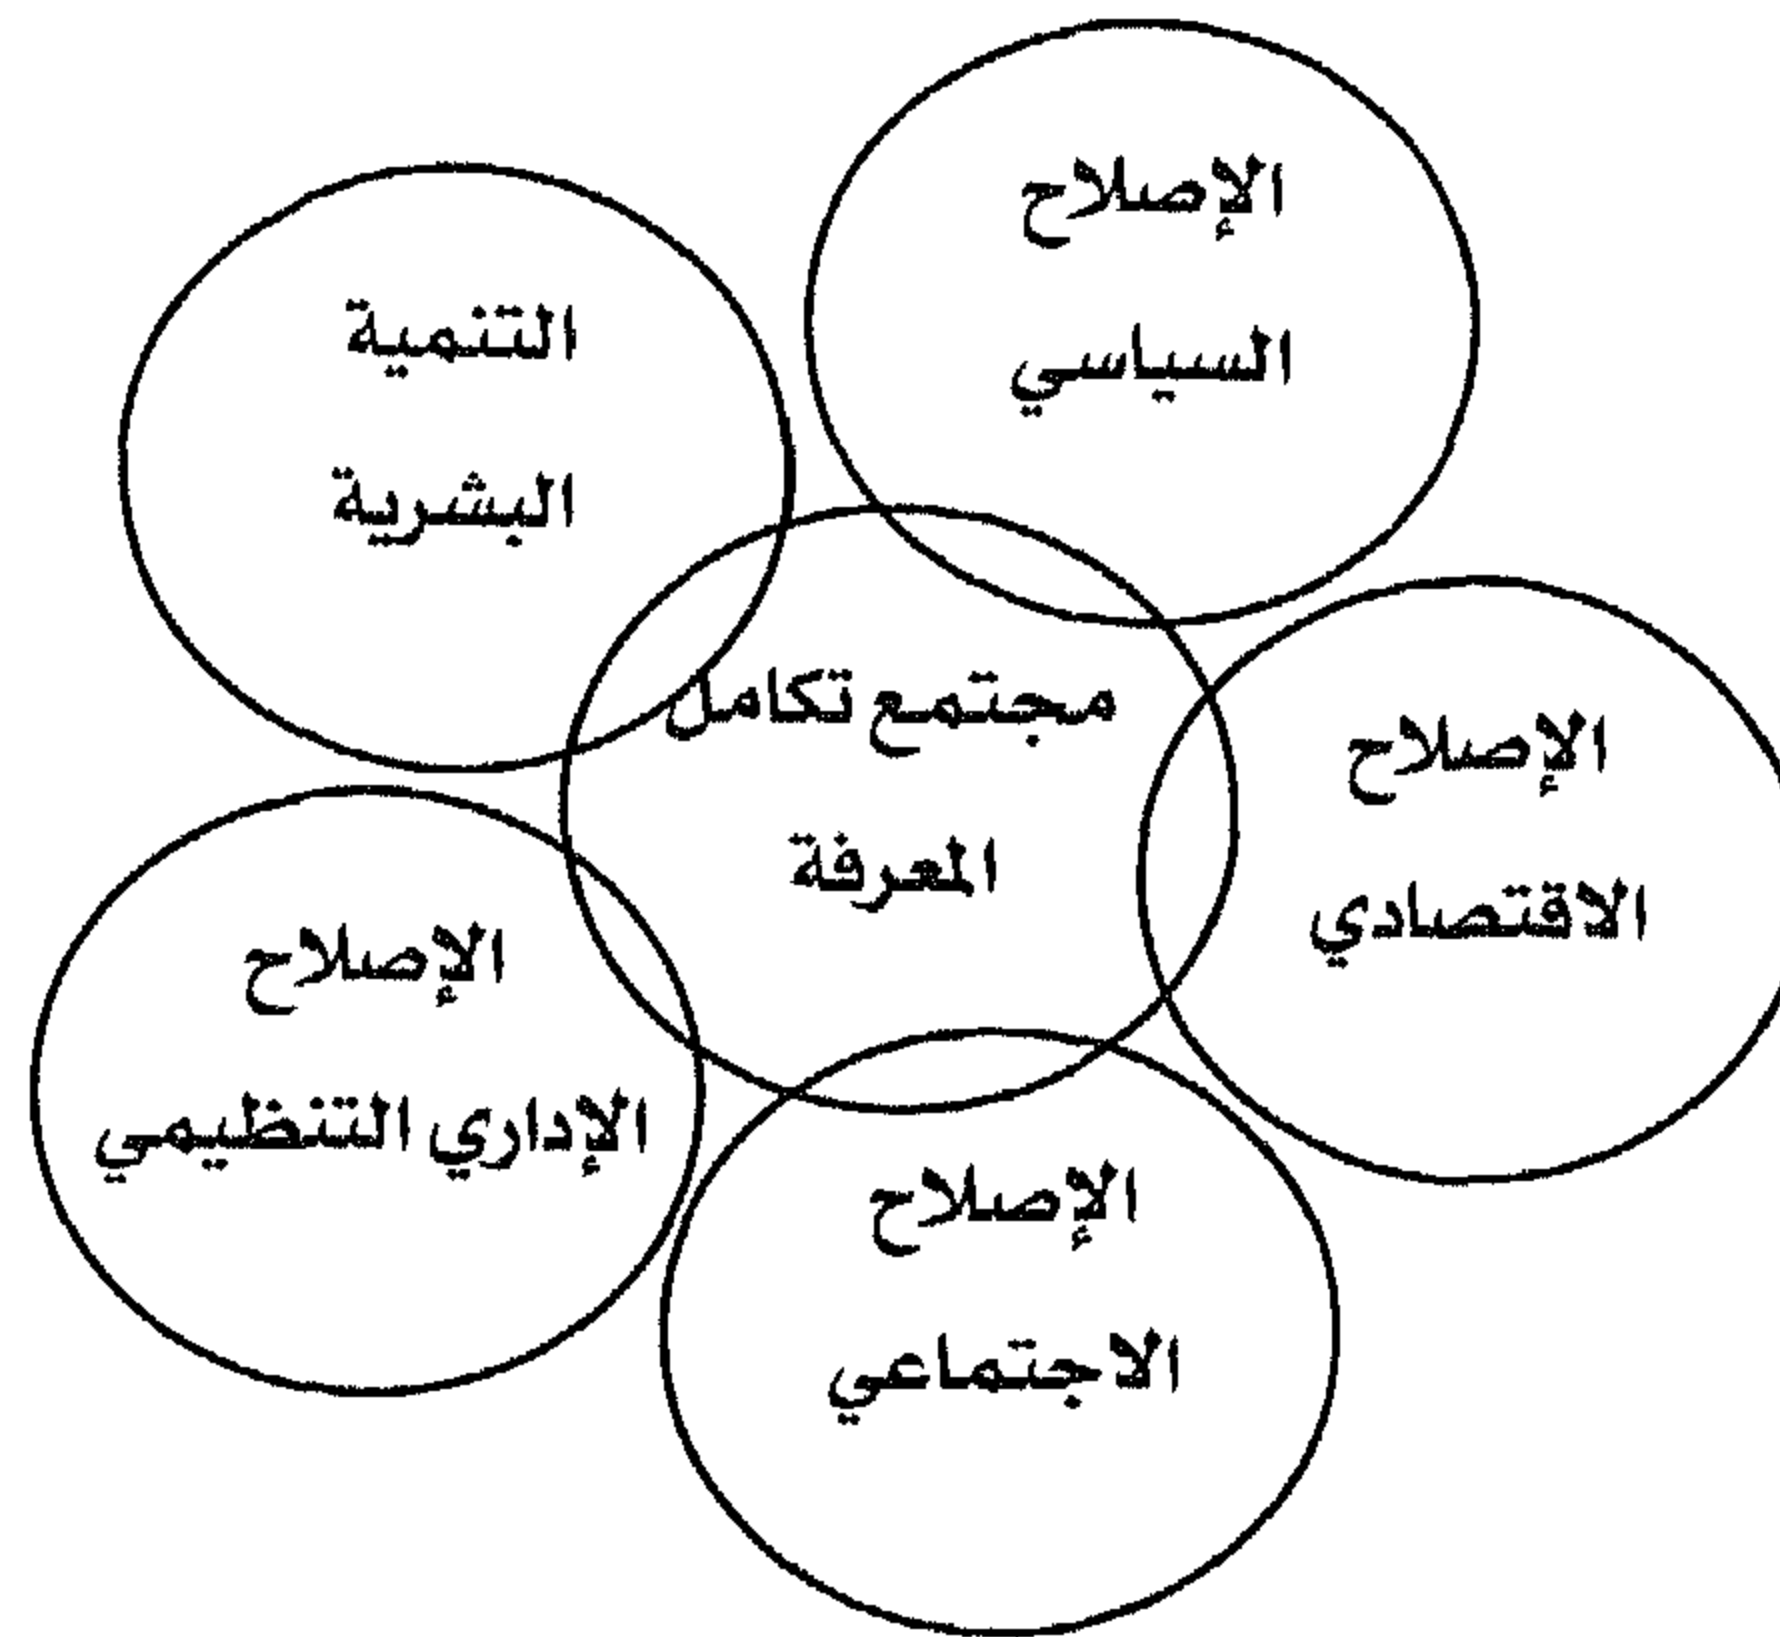 الإصلاح
السياسي
التنمية
البشرية
مجتمع تكامل
المعرفة
الإصلاح
الاقتصادي
الإصلاح
الإداري التنظيمي
الإصلاح
الاجتماعي